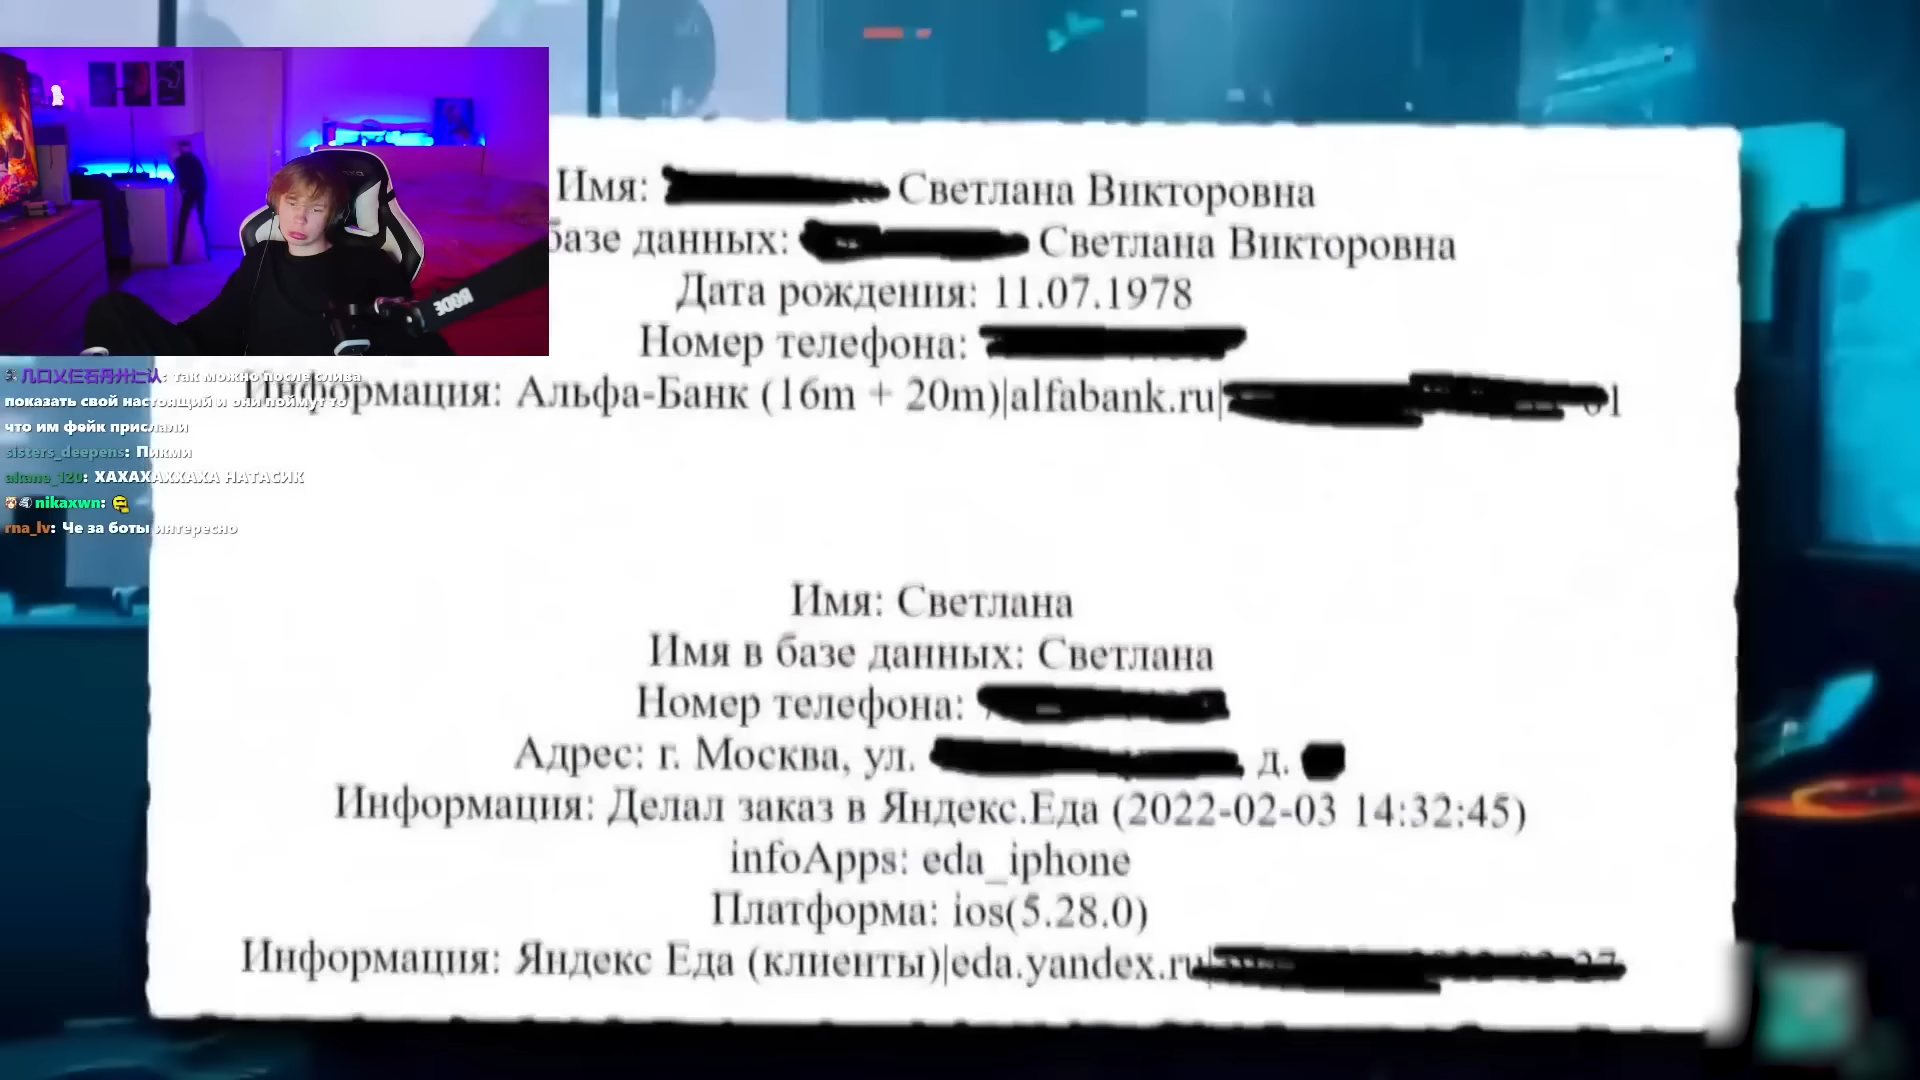 Имя: Светлана Викторовна
базе данных: Светлана Викторовна
Дата рождения: 11.07.1978
Номер телефона:
Информация: Альфа-Банк (16m + 20m)|alfabank.ru|
RODE
так можно после слива
показать свой настоящий и они поймут то
что им фейк прислали
sisters_deepens: Пикми
akane_120: ХАХАХАХХАХА НАТАСИК
nikaxwn:
rna_lv: Че за боты интересно
Имя: Светлана
Имя в базе данных: Светлана
Номер телефона:
Адрес: г. Москва, ул. , д.
Информация: Делал заказ в Яндекс.Еда (2022-02-03 14:32:45)
infoApps: eda_iphone
Платформа: ios(5.28.0)
Информация: Яндекс Еда (клиенты)|eda.yandex.ru|